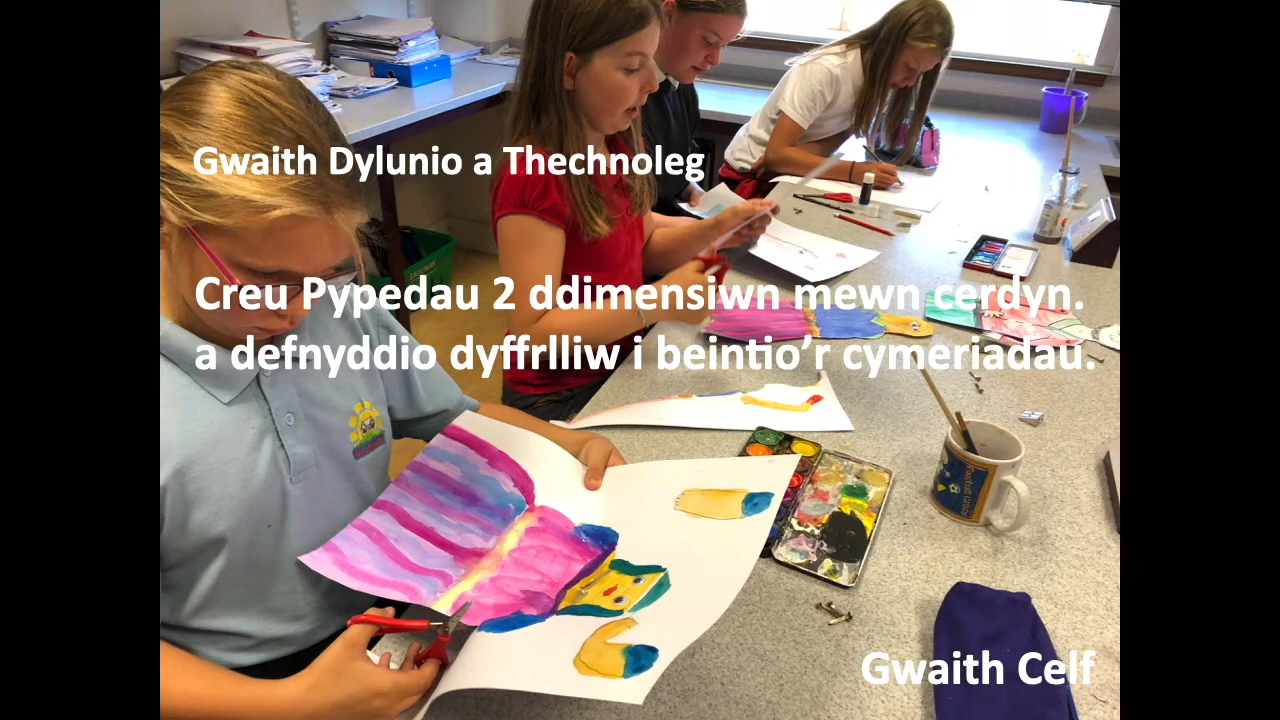 Gwaith Dylunio a Thechnoleg
Creu Pypedau 2 ddimensiwn mewn cerdyn.
a defnyddio dyffrlliw i beintio’r cymeriadau.
Gwaith Celf